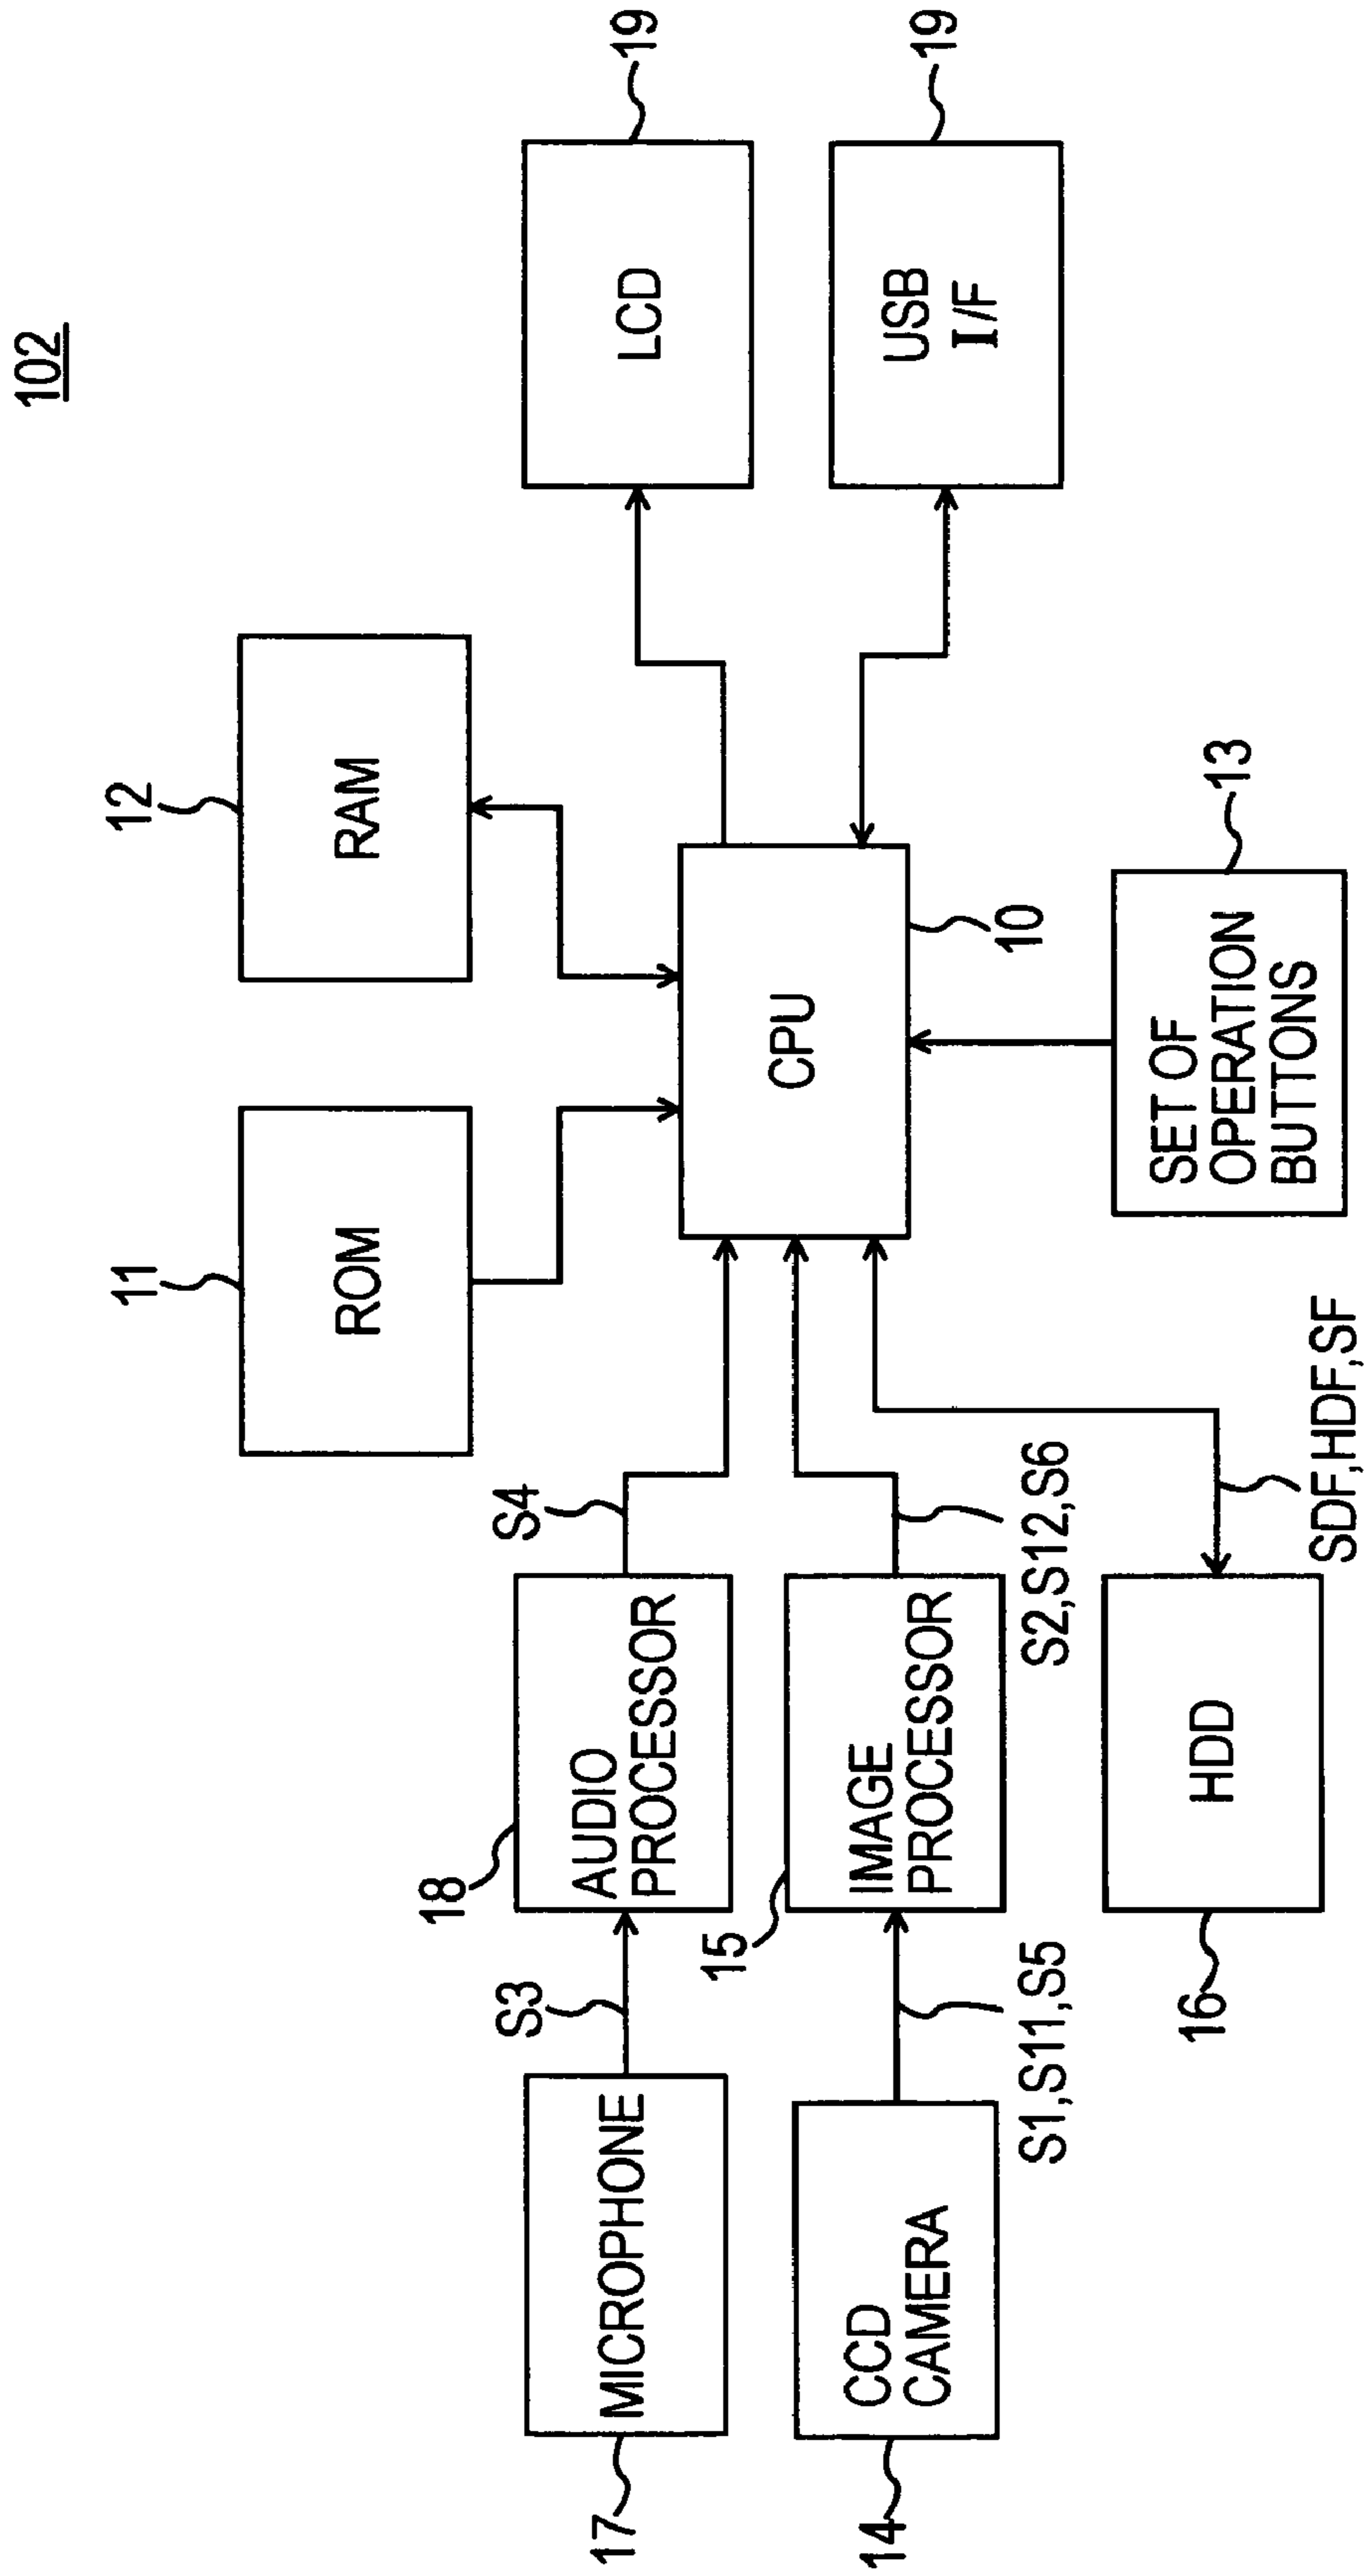 102
11
ROM
12
RAM
17
MICROPHONE
S3
18
AUDIO
PROCESSOR
S4
LCD
19
CPU
10
14
CCD
CAMERA
S1,S11,S5
15
IMAGE
PROCESSOR
S2,S12,S6
USB
I/F
19
16
HDD
SDF,HDF,SF
SET OF
OPERATION
BUTTONS
13